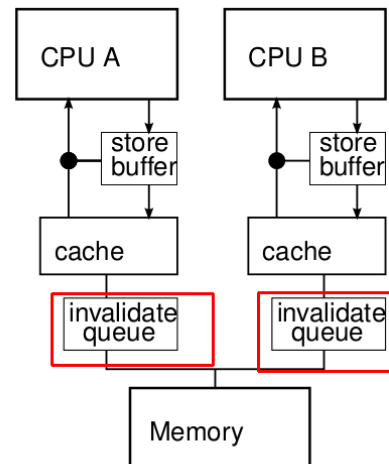 CPU A
CPU B
store
buffer
store
buffer
cache
cache
invalidate
queue
invalidate
queue
Memory